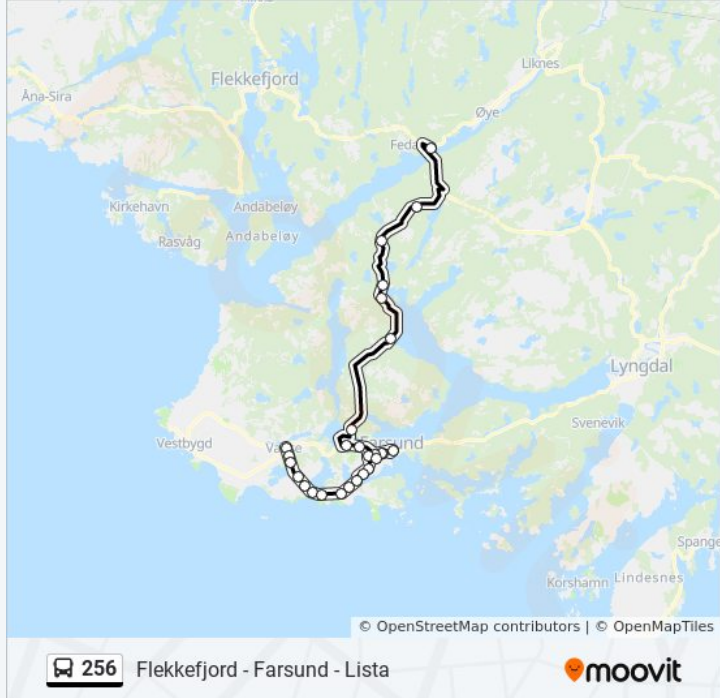 Liknes
Flekkefjord
Åna-Sira
Øye
Feda
Kirkehavn
Andabeløy
Rasvåg
Andabeløy
Lyngdal
Svenevik
Vestbygd
Farsund
Spange
Korshamn
Lindesnes
© OpenStreetMap contributors | © OpenMapTiles
256 Flekkefjord - Farsund - Lista
moovit